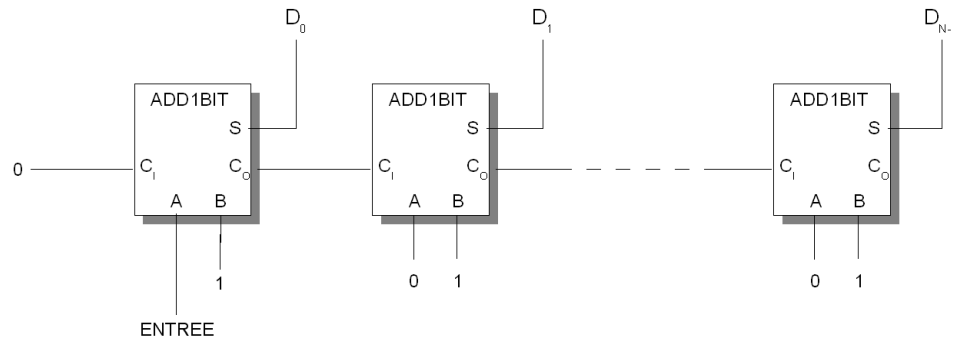 D0 D1 DN-
ADD1BIT ADD1BIT ADD1BIT
S S S
0 CI CO CI CO CI CO
A B A B A B
1 0 1 0 1
ENTREE